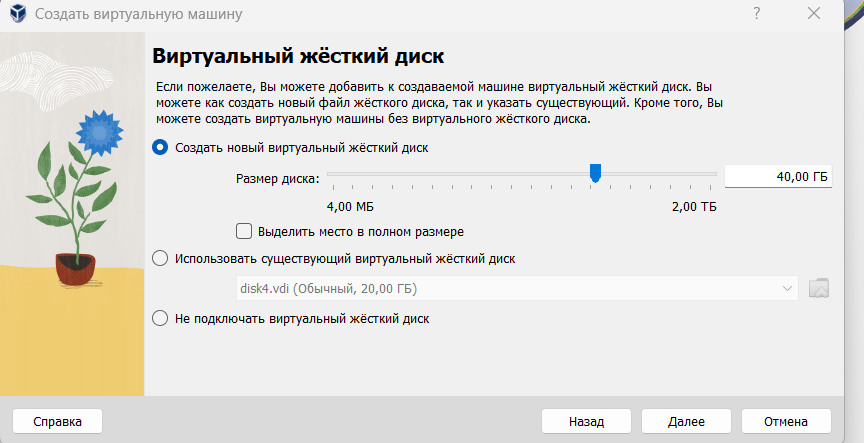 Создать виртуальную машину
?
Виртуальный жёсткий диск
Если пожелаете, Вы можете добавить к создаваемой машине виртуальный жёсткий диск. Вы
можете как создать новый файл жёсткого диска, так и указать существующий. Кроме того, Вы
можете создать виртуальную машины без виртуального жёсткого диска.
Создать новый виртуальный жёсткий диск
Размер диска:
40,00 ГБ
4,00 МБ
2,00 ТБ
Выделить место в полном размере
Использовать существующий виртуальный жёсткий диск
disk4.vdi (Обычный, 20,00 ГБ)
Не подключать виртуальный жёсткий диск
Справка
Назад
Далее
Отмена